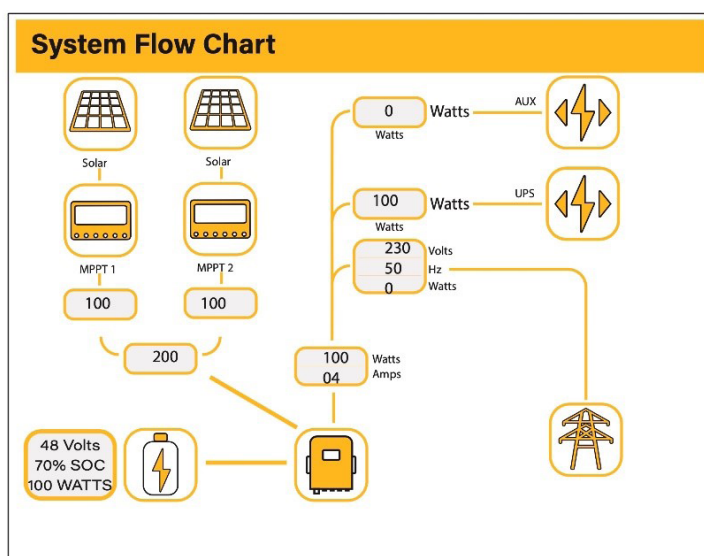 System Flow Chart
Solar
Solar
MPPT 1
MPPT 2
100
100
200
0 Watts
Watts
AUX
100 Watts
Watts
UPS
230 Volts
50 Hz
0 Watts
100 Watts
04 Amps
48 Volts
70% SOC
100 WATTS